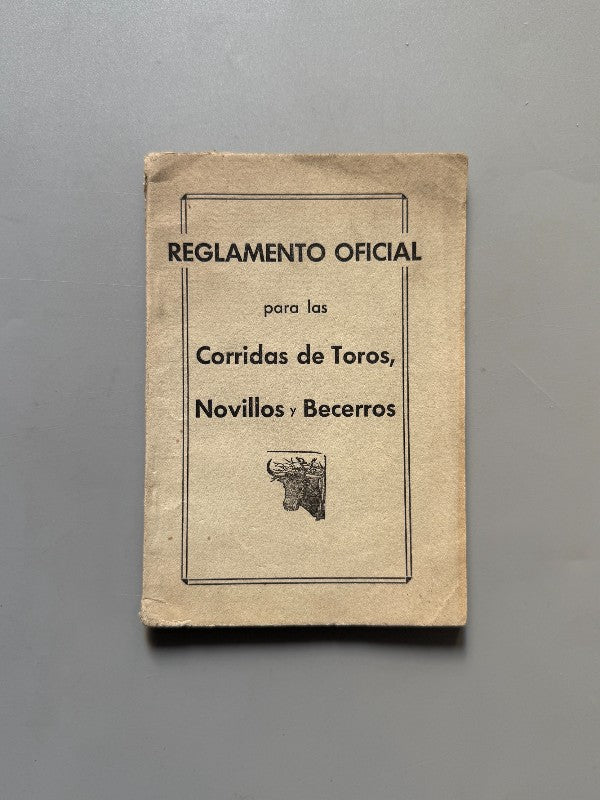 REGLAMENTO OFICIAL
para las
Corridas de Toros,
Novillos y Becerros